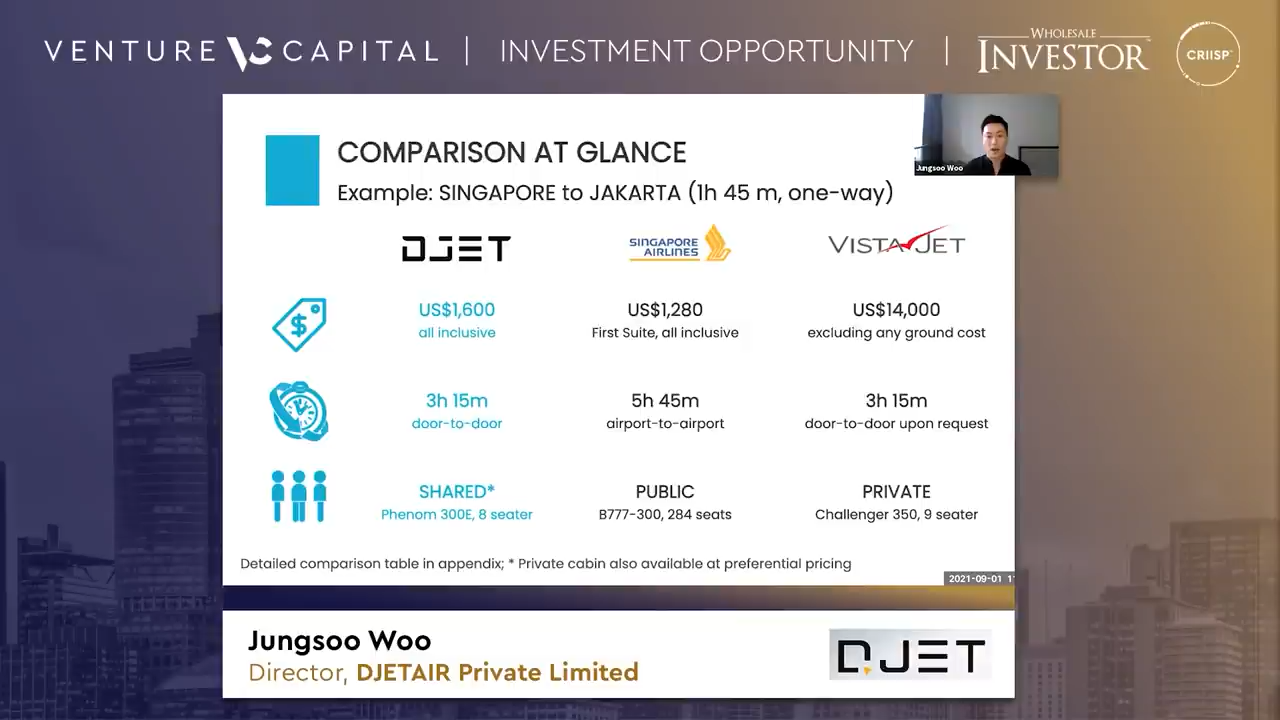 VENTURE VC CAPITAL | INVESTMENT OPPORTUNITY | WHOLESALE INVESTOR CRIISP
COMPARISON AT GLANCE
Example: SINGAPORE to JAKARTA (1h 45 m, one-way)
Jungsoo Woo
DJET SINGAPORE AIRLINES VISTAJET
US$1,600 US$1,280 US$14,000
all inclusive First Suite, all inclusive excluding any ground cost
3h 15m 5h 45m 3h 15m
door-to-door airport-to-airport door-to-door upon request
SHARED* PUBLIC PRIVATE
Phenom 300E, 8 seater B777-300, 284 seats Challenger 350, 9 seater
Detailed comparison table in appendix; * Private cabin also available at preferential pricing
2021-09-01
Jungsoo Woo
Director, DJETAIR Private Limited
DJET